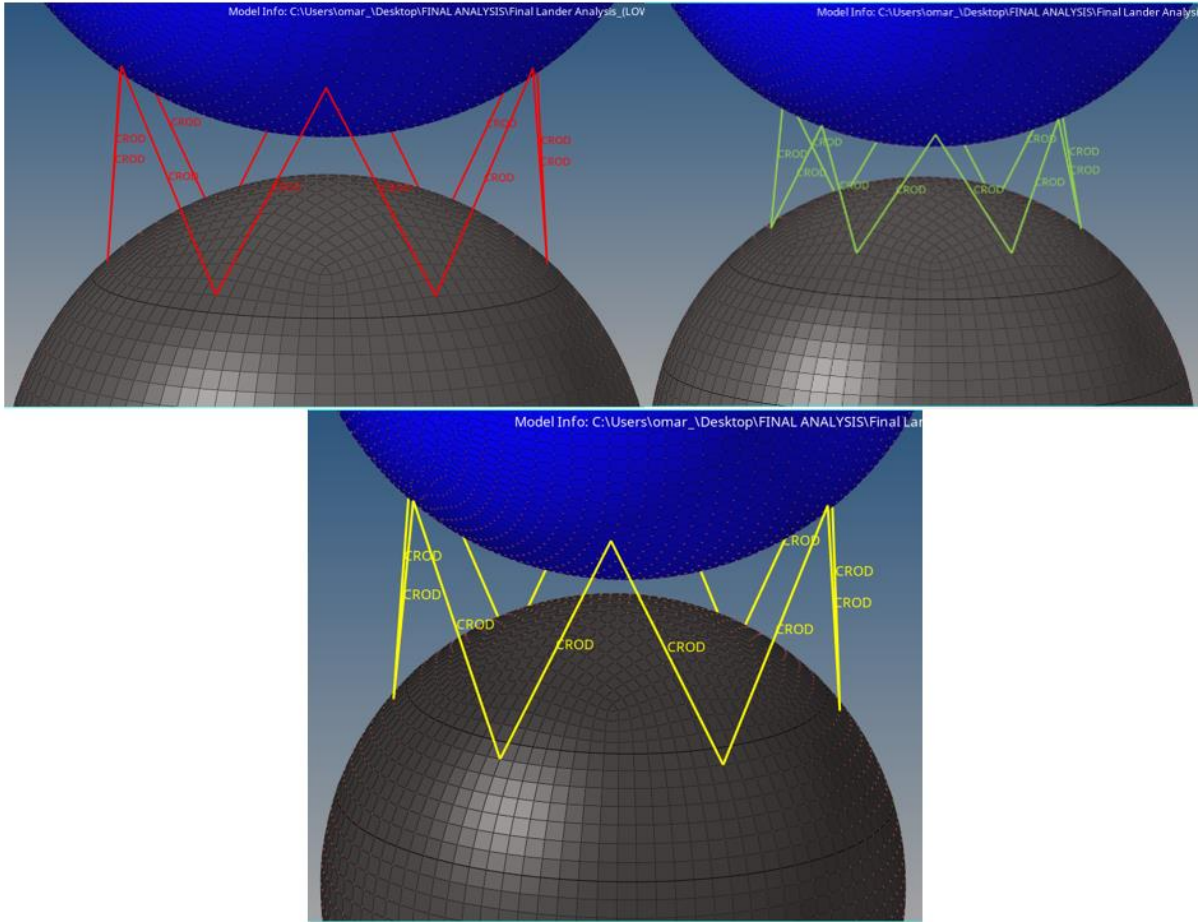 Model Info: C:\Users\omar_\Desktop\FINAL ANALYSIS\Final Lander Analysis_(LOV
CROD
CROD
CROD
CROD
CROD
CROD
CROD
CROD
CROD
CROD
Model Info: C:\Users\omar_\Desktop\FINAL ANALYSIS\Final Lander Analys
CROD
CROD
CROD
CROD
CROD
CROD
CROD
CROD
CROD
CROD
Model Info: C:\Users\omar_\Desktop\FINAL ANALYSIS\Final Lar
CROD
CROD
CROD
CROD
CROD
CROD
CROD
CROD
CROD